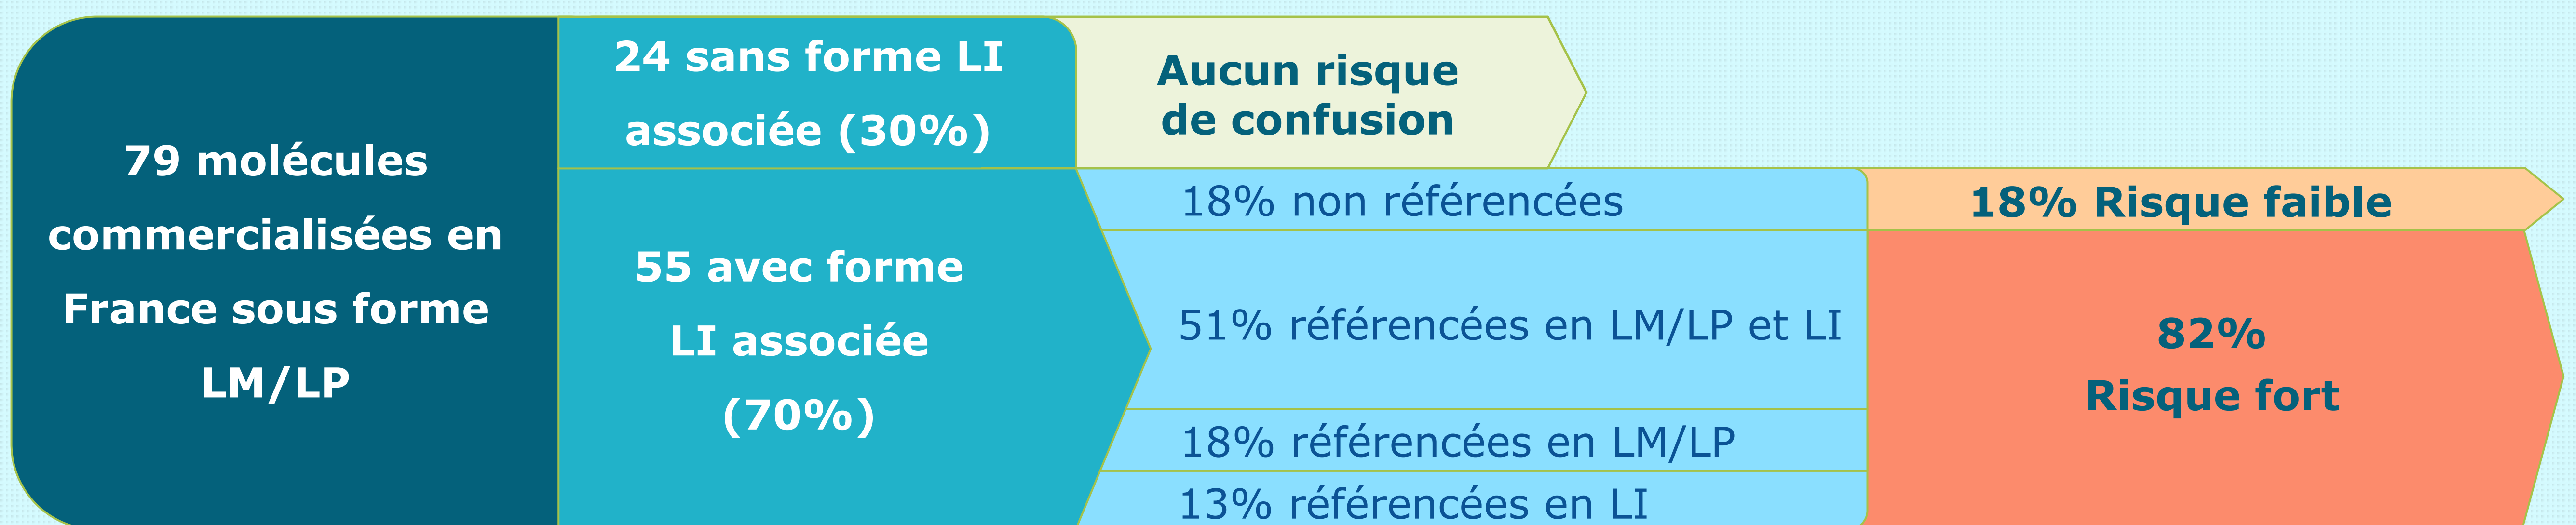 79 molécules
commercialisées en
France sous forme
LM/LP
24 sans forme LI
associée (30%)
Aucun risque
de confusion
55 avec forme
LI associée
(70%)
18% non référencées
51% référencées en LM/LP et LI
18% référencées en LM/LP
13% référencées en LI
18% Risque faible
82%
Risque fort